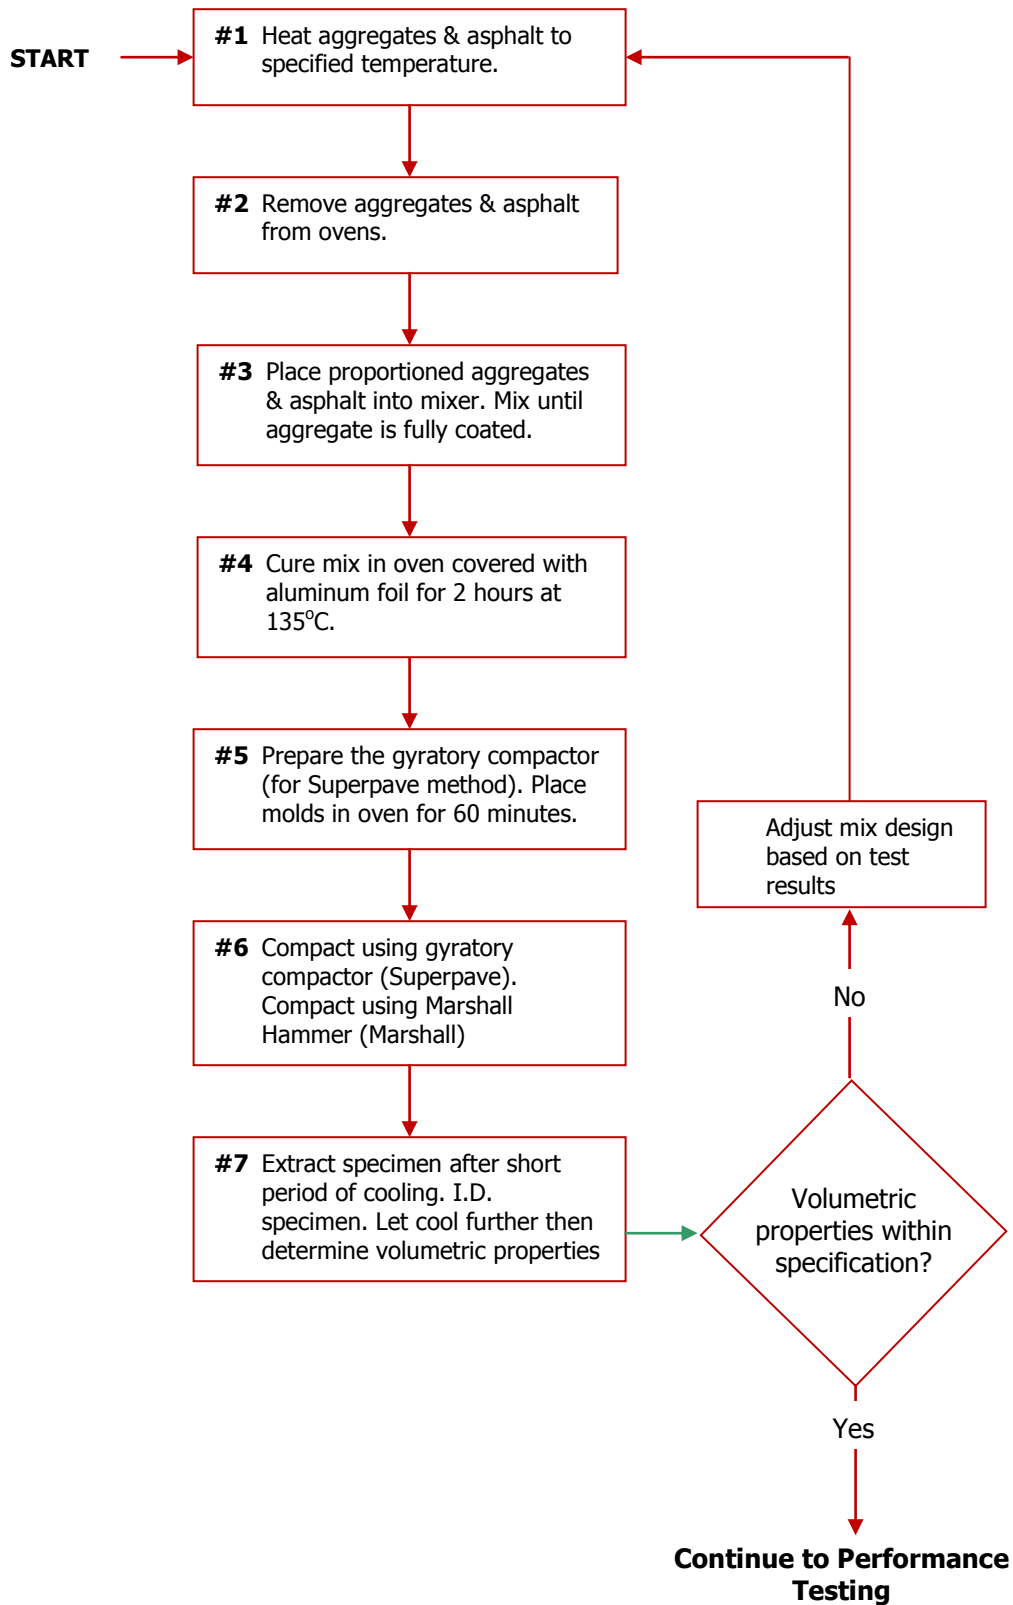 START
#1 Heat aggregates & asphalt to
specified temperature.
#2 Remove aggregates & asphalt
from ovens.
#3 Place proportioned aggregates
& asphalt into mixer. Mix until
aggregate is fully coated.
#4 Cure mix in oven covered with
aluminum foil for 2 hours at
135°C.
#5 Prepare the gyratory compactor
(for Superpave method). Place
molds in oven for 60 minutes.
#6 Compact using gyratory
compactor (Superpave).
Compact using Marshall
Hammer (Marshall)
#7 Extract specimen after short
period of cooling. I.D.
specimen. Let cool further then
determine volumetric properties
Volumetric
properties within
specification?
No
Adjust mix design
based on test
results
Yes
Continue to Performance
Testing